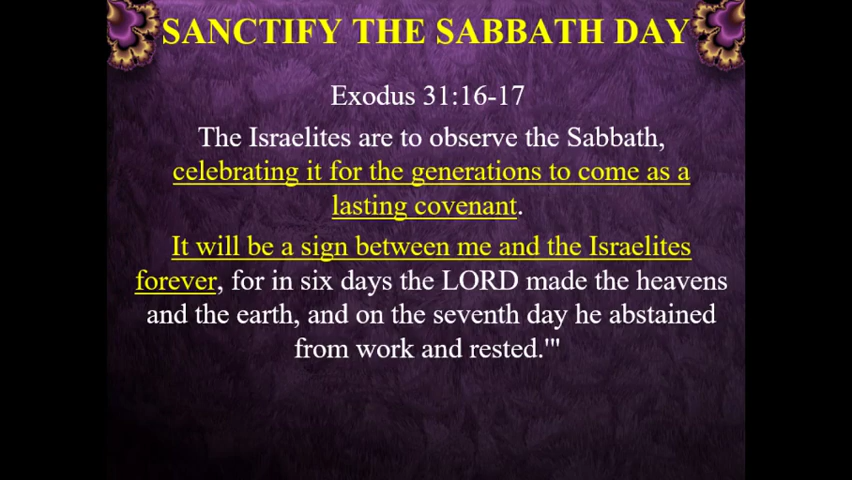 SANCTIFY THE SABBATH DAY
Exodus 31:16-17
The Israelites are to observe the Sabbath,
celebrating it for the generations to come as a
lasting covenant.
It will be a sign between me and the Israelites
forever, for in six days the LORD made the heavens
and the earth, and on the seventh day he abstained
from work and rested.'"